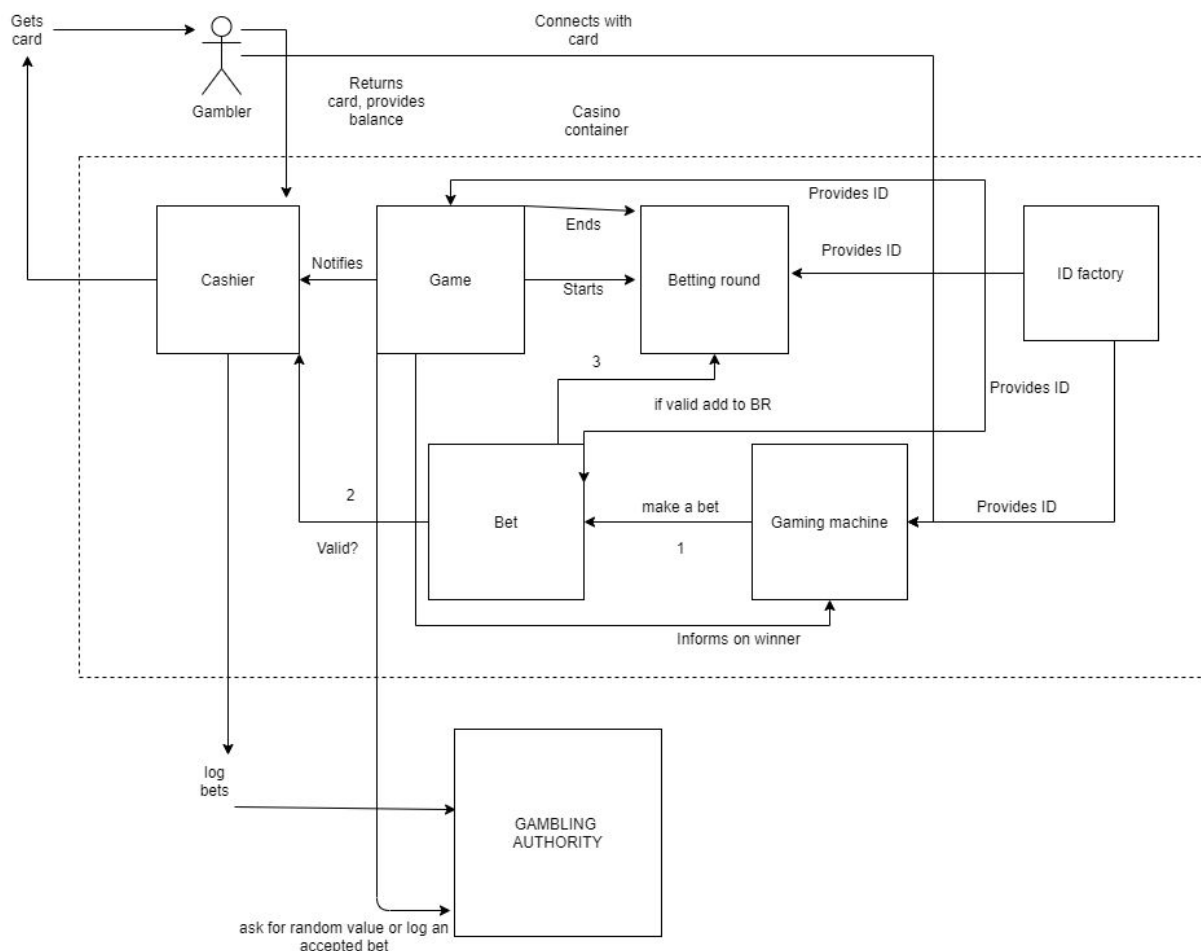 Gets
card
Connects with
card
Gambler
Returns
card, provides
balance
Casino
container
Provides ID
Ends
Provides ID
Notifies
Cashier
Game
Starts
Betting round
ID factory
3
if valid add to BR
Provides ID
2
make a bet
Bet
Gaming machine
Provides ID
Valid?
1
Informs on winner
log
bets
GAMBLING
AUTHORITY
ask for random value or log an
accepted bet